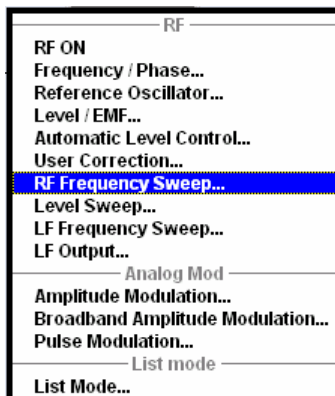 RF
RF ON
Frequency / Phase...
Reference Oscillator...
Level / EMF...
Automatic Level Control...
User Correction...
RF Frequency Sweep...
Level Sweep...
LF Frequency Sweep...
LF Output...
Analog Mod
Amplitude Modulation...
Broadband Amplitude Modulation...
Pulse Modulation...
List mode
List Mode...